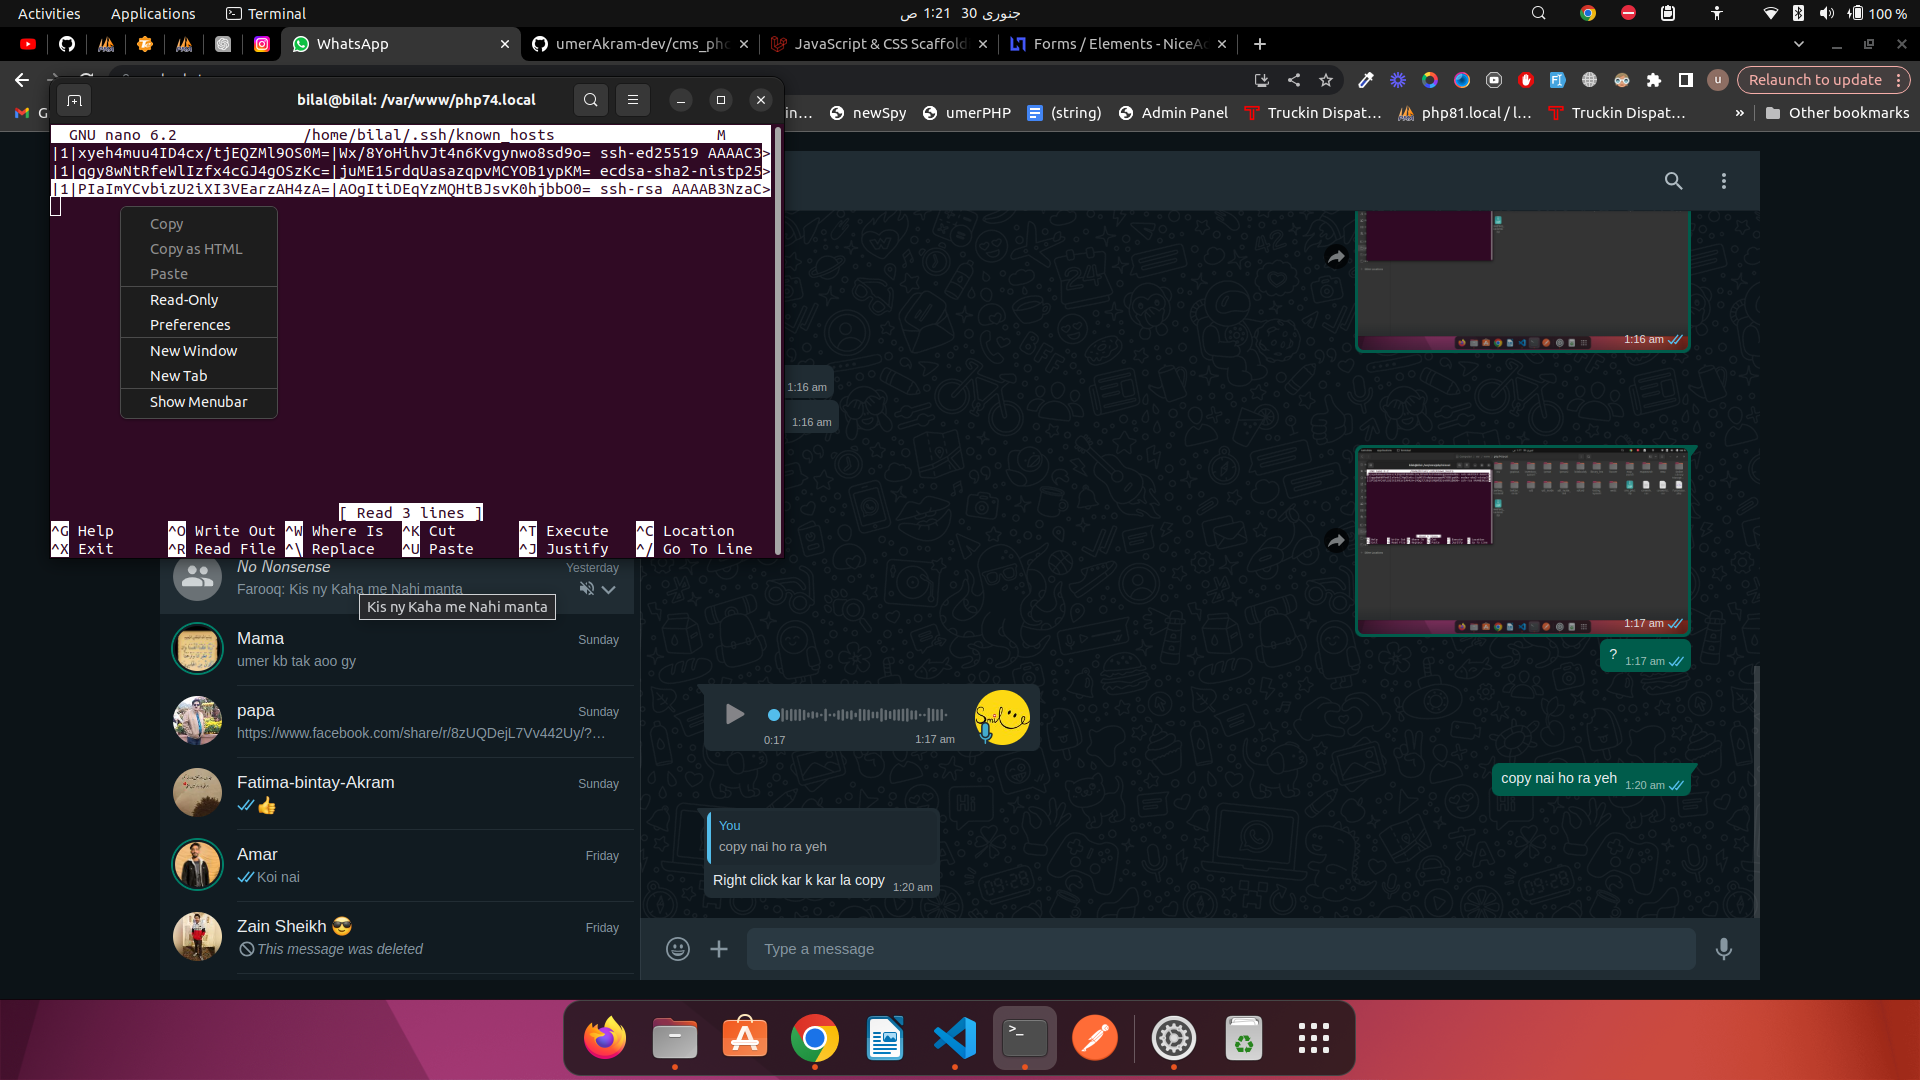 Activities Applications Terminal
جنوری 30 1:21 ص
100 %
WhatsApp
umerAkram-dev/cms_pho
JavaScript & CSS Scaffold
Forms / Elements - NiceAd
u
Relaunch to update
newSpy
umerPHP
(string)
Admin Panel
Truckin Dispat…
php81.local / l…
Truckin Dispat…
»
Other bookmarks
bilal@bilal: /var/www/php74.local
GNU nano 6.2 /home/bilal/.ssh/known_hosts M
|1|xyeh4muu4ID4cx/tjEQZMl9OS0M=|Wx/8YoHihvJt4n6Kvgynwo8sd9o= ssh-ed25519 AAAAC3>
|1|qgy8wNtRfeWlIzfx4cGJ4gOSzKc=|juME15rdqUasazqpvMCYOB1ypKM= ecdsa-sha2-nistp25>
|1|PIaImYCvbizU2iXI3VEarzAH4zA=|AOgItiDEqYzMQHtBJsvK0hjbbO0= ssh-rsa AAAAB3NzaC>
Copy
Copy as HTML
Paste
Read-Only
Preferences
New Window
New Tab
Show Menubar
[ Read 3 lines ]
^G Help ^O Write Out ^W Where Is ^K Cut ^T Execute ^C Location
^X Exit ^R Read File ^\ Replace ^U Paste ^J Justify ^/ Go To Line
No Nonsense Yesterday
Farooq: Kis ny Kaha me Nahi manta
Kis ny Kaha me Nahi manta
Mama Sunday
umer kb tak aoo gy
papa Sunday
https://www.facebook.com/share/r/8zUQDejL7Vv442Uy/?…
Fatima-bintay-Akram Sunday
Amar Friday
Koi nai
Zain Sheikh Friday
This message was deleted
1:16 am
1:16 am
1:16 am
1:17 am
? 1:17 am
0:17 1:17 am
Smile
copy nai ho ra yeh 1:20 am
You
copy nai ho ra yeh
Right click kar k kar la copy 1:20 am
Type a message